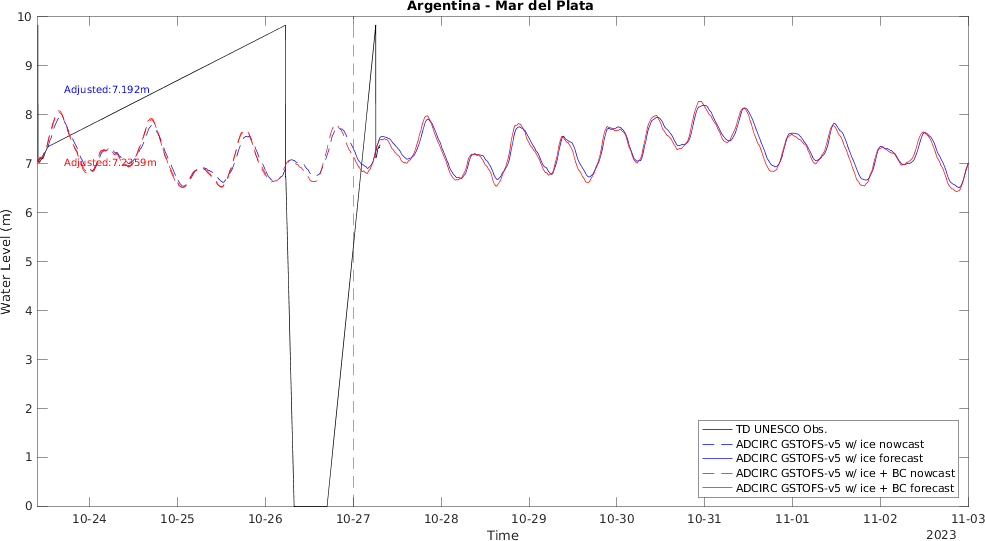 Argentina - Mar del Plata
10
9
8
7
6
5
4
3
2
1
0
Water Level (m)
Adjusted:7.192m
Adjusted:7.2359m
TD UNESCO Obs.
ADCIRC GSTOFS-v5 w/ ice nowcast
ADCIRC GSTOFS-v5 w/ ice forecast
ADCIRC GSTOFS-v5 w/ ice + BC nowcast
ADCIRC GSTOFS-v5 w/ ice + BC forecast
10-24
10-25
10-26
10-27
10-28
10-29
10-30
10-31
11-01
11-02
11-03
Time
2023